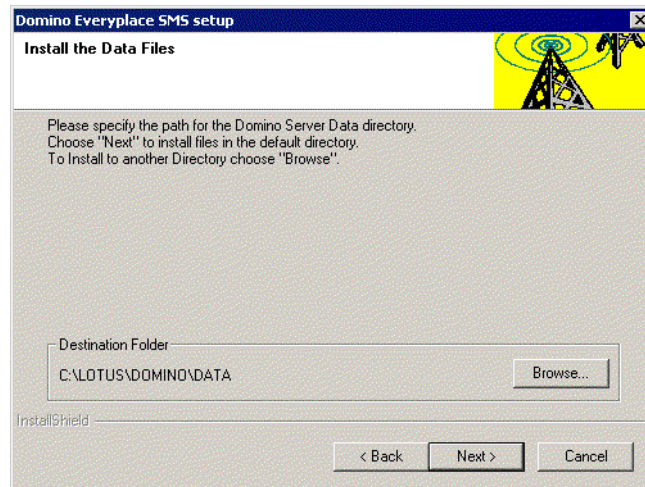 Domino Everyplace SMS setup
Install the Data Files
Please specify the path for the Domino Server Data directory.
Choose "Next" to install files in the default directory.
To Install to another Directory choose "Browse".
Destination Folder
C:\LOTUS\DOMINO\DATA
Browse...
InstallShield
< Back
Next >
Cancel